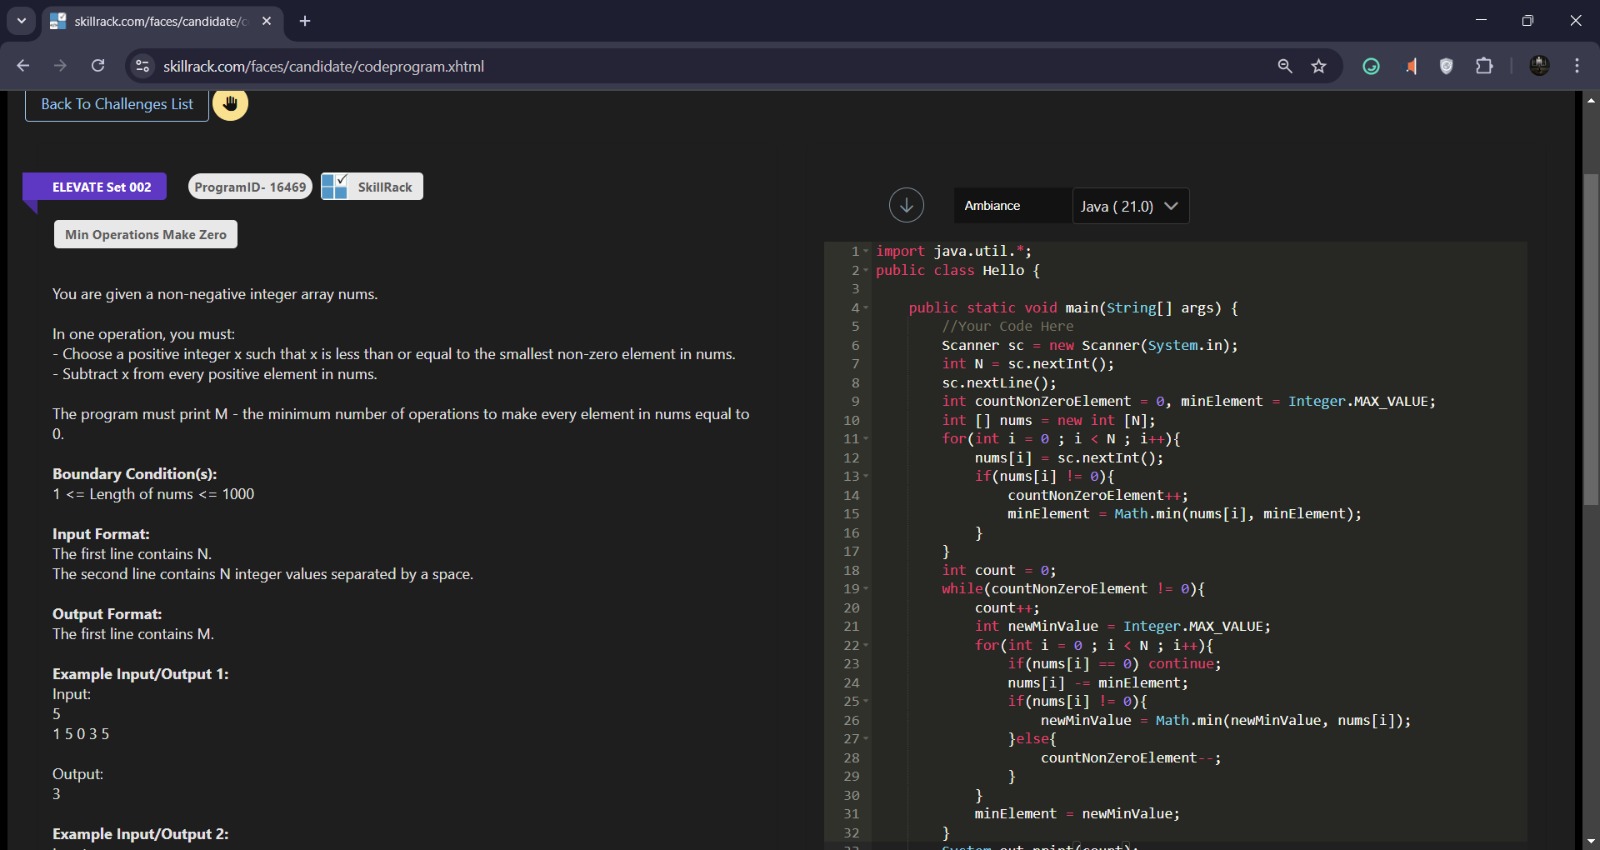 skillrack.com/faces/candidate/c
skillrack.com/faces/candidate/codeprogram.xhtml
Back To Challenges List
ELEVATE Set 002
ProgramID- 16469
SkillRack
Min Operations Make Zero
You are given a non-negative integer array nums.
In one operation, you must:
- Choose a positive integer x such that x is less than or equal to the smallest non-zero element in nums.
- Subtract x from every positive element in nums.
The program must print M - the minimum number of operations to make every element in nums equal to
0.
Boundary Condition(s):
1 <= Length of nums <= 1000
Input Format:
The first line contains N.
The second line contains N integer values separated by a space.
Output Format:
The first line contains M.
Example Input/Output 1:
Input:
5
1 5 0 3 5
Output:
3
Example Input/Output 2:
Ambiance
Java ( 21.0)
1 import java.util.*;
2 public class Hello {
3
4 public static void main(String[] args) {
5 //Your Code Here
6 Scanner sc = new Scanner(System.in);
7 int N = sc.nextInt();
8 sc.nextLine();
9 int countNonZeroElement = 0, minElement = Integer.MAX_VALUE;
10 int [] nums = new int [N];
11 for(int i = 0 ; i < N ; i++){
12 nums[i] = sc.nextInt();
13 if(nums[i] != 0){
14 countNonZeroElement++;
15 minElement = Math.min(nums[i], minElement);
16 }
17 }
18 int count = 0;
19 while(countNonZeroElement != 0){
20 count++;
21 int newMinValue = Integer.MAX_VALUE;
22 for(int i = 0 ; i < N ; i++){
23 if(nums[i] == 0) continue;
24 nums[i] -= minElement;
25 if(nums[i] != 0){
26 newMinValue = Math.min(newMinValue, nums[i]);
27 }else{
28 countNonZeroElement--;
29 }
30 }
31 minElement = newMinValue;
32 }
33 System.out.print(count);